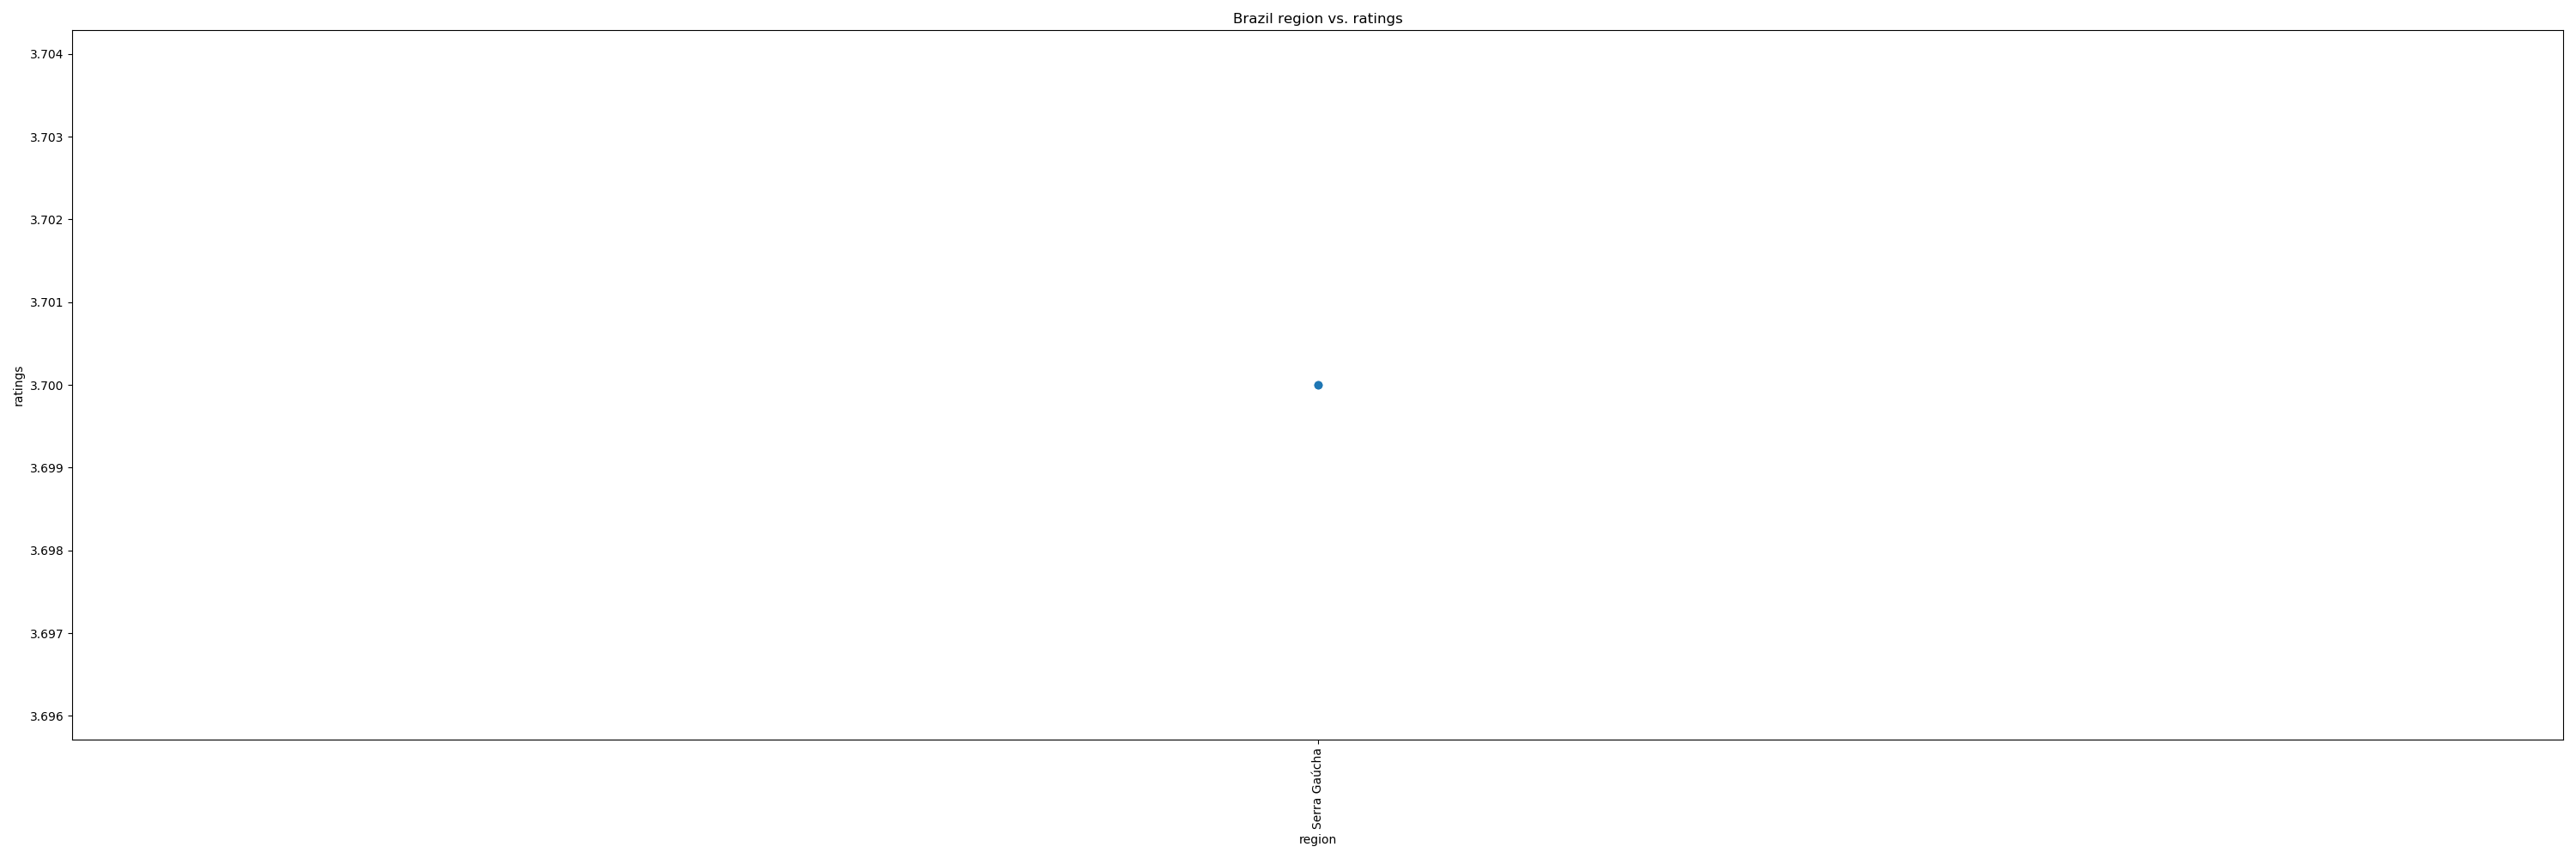 Brazil region vs. ratings
3.704
3.703
3.702
3.701
3.700
3.699
3.698
3.697
3.696
ratings
Serra Gaúcha
region